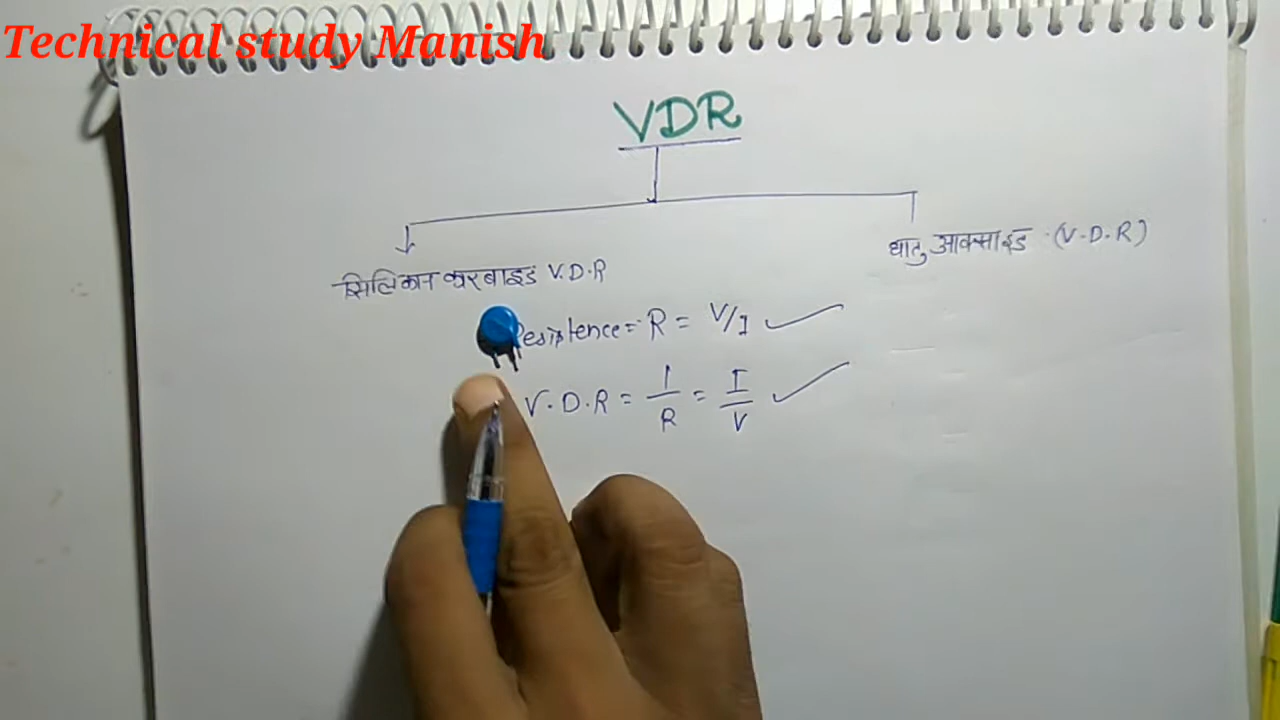 Technical study Manish
VDR
सिलिकान कारबाइड V.D.R
धातु आक्साइड (V.D.R)
Resistence = R = V/I
V.D.R = 1/R = I/V